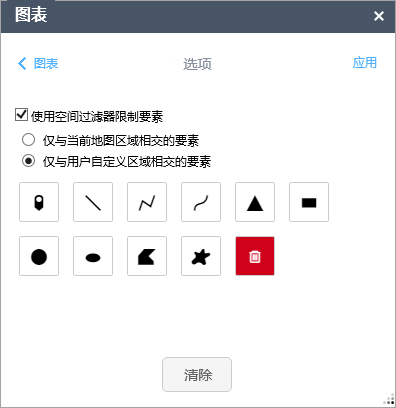 图表
图表
选项
应用
使用空间过滤器限制要素
仅与当前地图区域相交的要素
仅与用户自定义区域相交的要素
清除